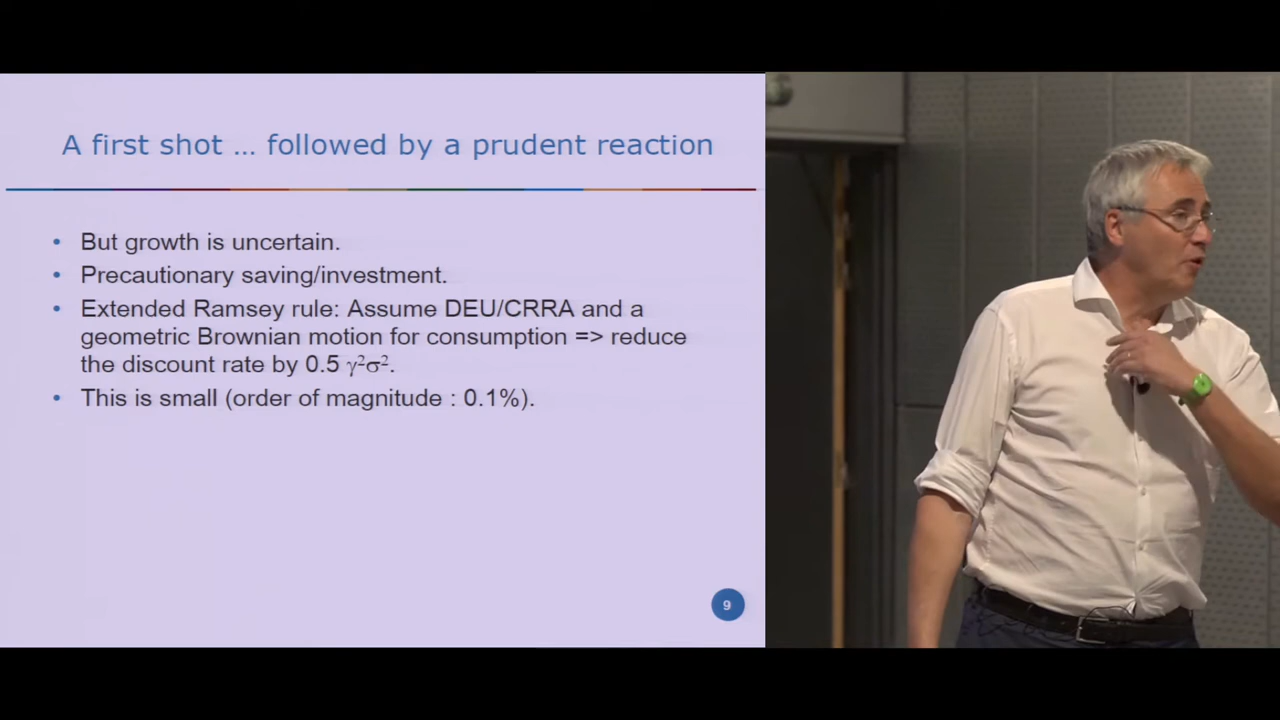 A first shot … followed by a prudent reaction
• But growth is uncertain.
• Precautionary saving/investment.
• Extended Ramsey rule: Assume DEU/CRRA and a
geometric Brownian motion for consumption => reduce
the discount rate by 0.5 γ²σ².
• This is small (order of magnitude : 0.1%).
9